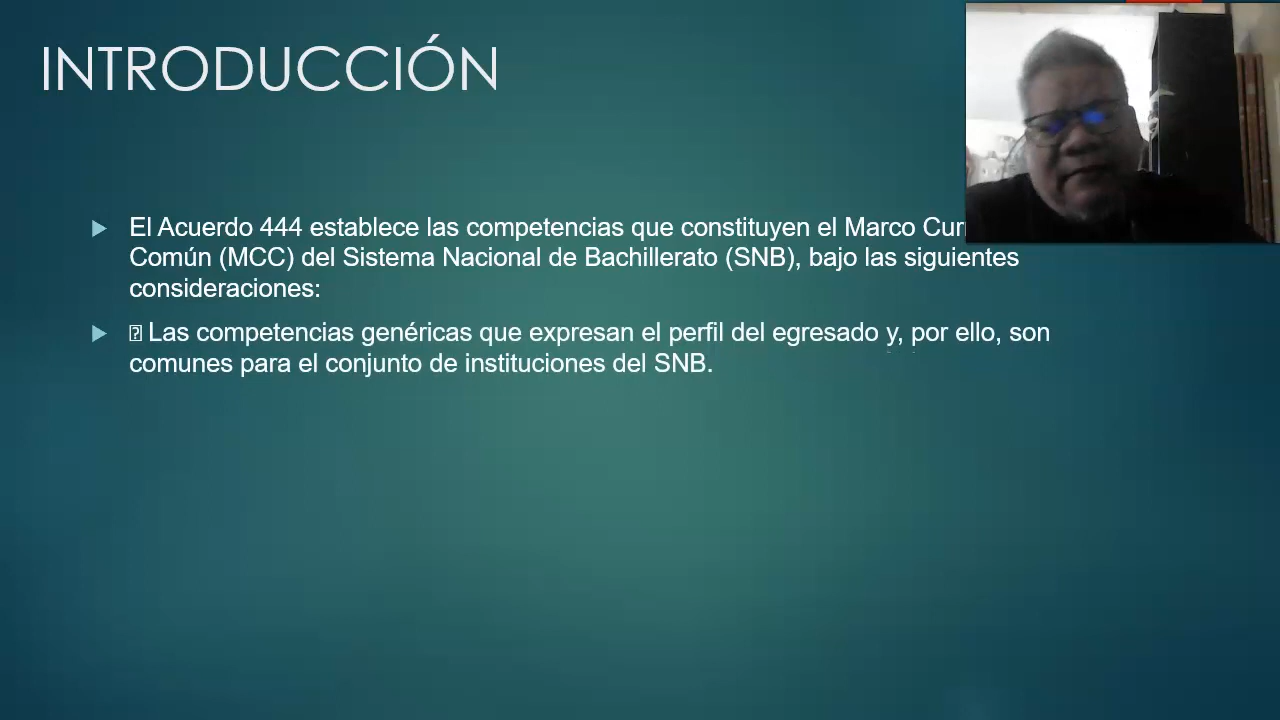 INTRODUCCIÓN
El Acuerdo 444 establece las competencias que constituyen el Marco
Común (MCC) del Sistema Nacional de Bachillerato (SNB), bajo las siguientes
consideraciones:
Las competencias genéricas que expresan el perfil del egresado y, por ello, son
comunes para el conjunto de instituciones del SNB.